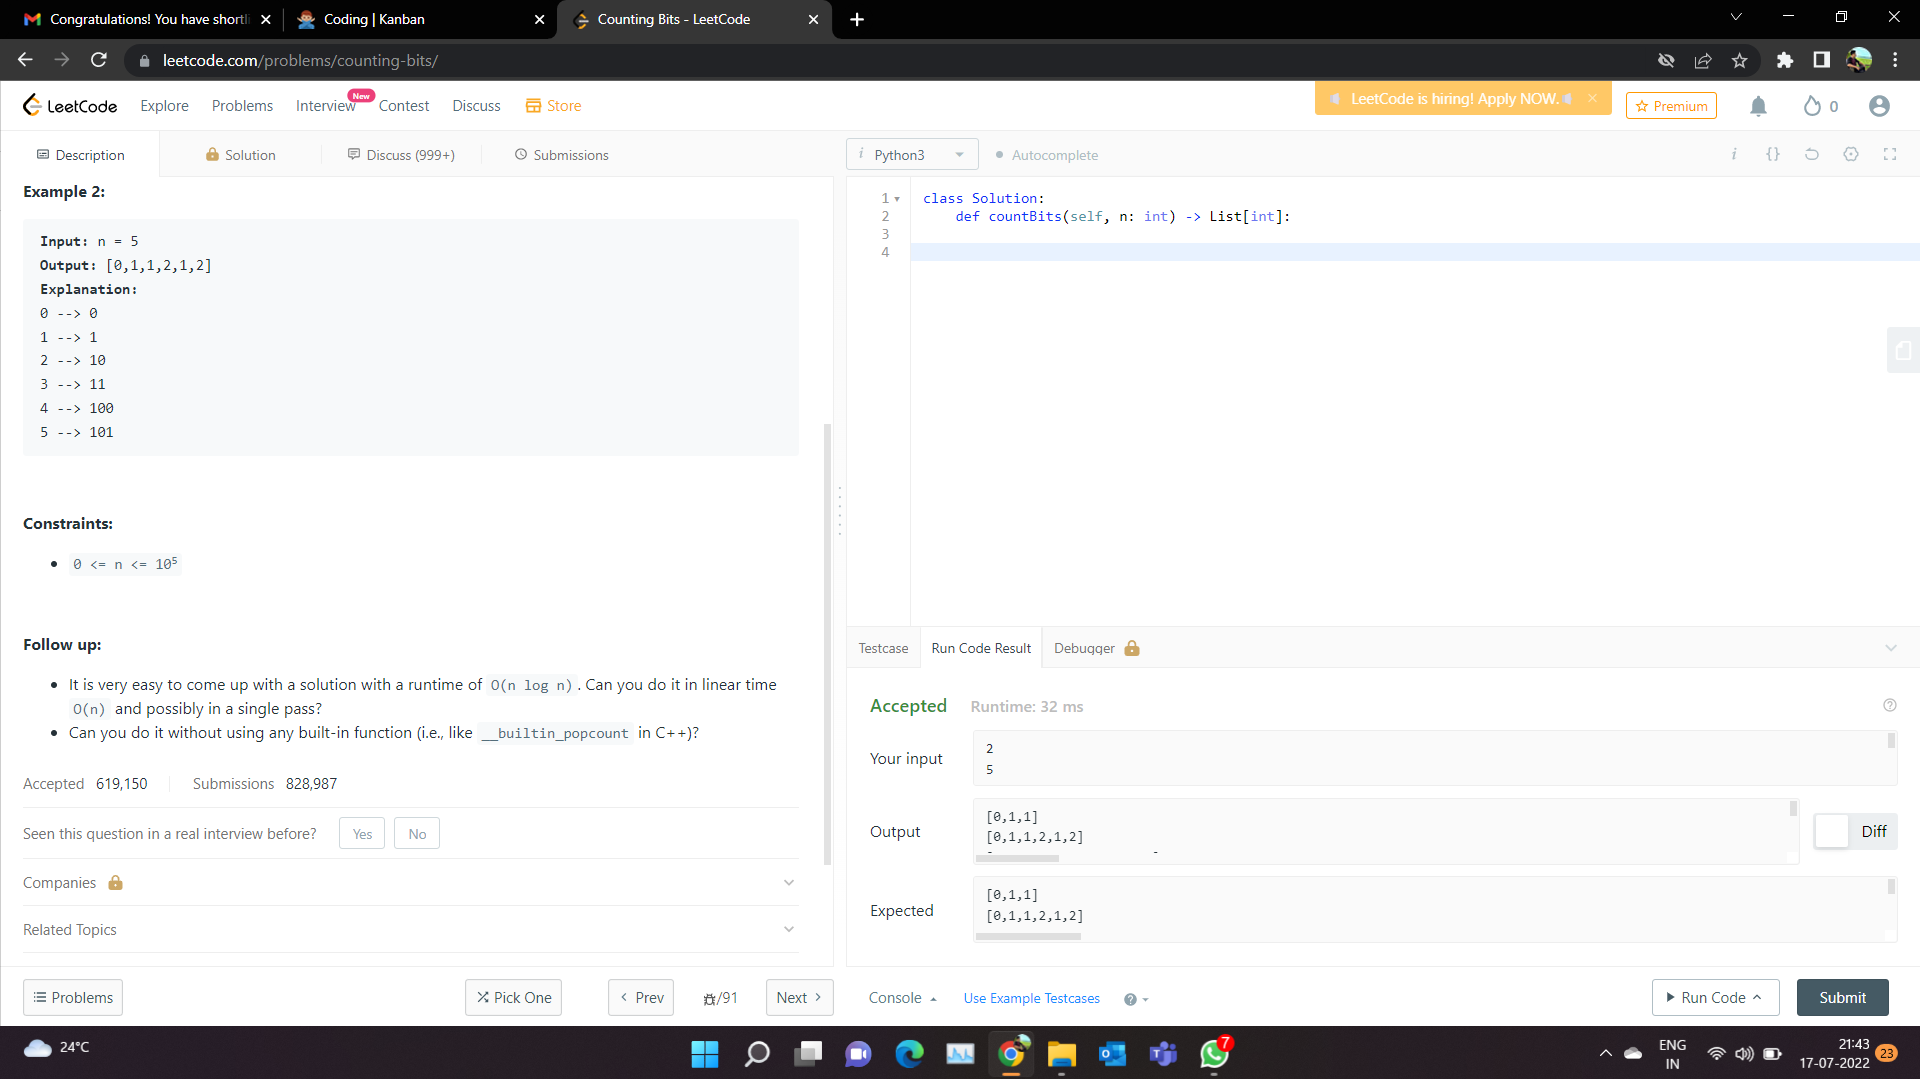 Congratulations! You have shortli
Coding | Kanban
Counting Bits - LeetCode
leetcode.com/problems/counting-bits/
LeetCode
Explore
Problems
Interview
New
Contest
Discuss
Store
LeetCode is hiring! Apply NOW.
Premium
0
Description
Solution
Discuss (999+)
Submissions
Python3
Autocomplete
Example 2:
Input: n = 5
Output: [0,1,1,2,1,2]
Explanation:
0 --> 0
1 --> 1
2 --> 10
3 --> 11
4 --> 100
5 --> 101
Constraints:
0 <= n <= 10⁵
Follow up:
It is very easy to come up with a solution with a runtime of O(n log n). Can you do it in linear time
O(n) and possibly in a single pass?
Can you do it without using any built-in function (i.e., like __builtin_popcount in C++)?
Accepted 619,150
Submissions 828,987
Seen this question in a real interview before?
Yes
No
Companies
Related Topics
Problems
Pick One
Prev
/91
Next
1 class Solution:
2 def countBits(self, n: int) -> List[int]:
3
4
Testcase
Run Code Result
Debugger
Accepted
Runtime: 32 ms
Your input
2
5
Output
[0,1,1]
[0,1,1,2,1,2]
Diff
Expected
[0,1,1]
[0,1,1,2,1,2]
Console
Use Example Testcases
Run Code
Submit
24°C
7
ENG
IN
21:43
17-07-2022
23